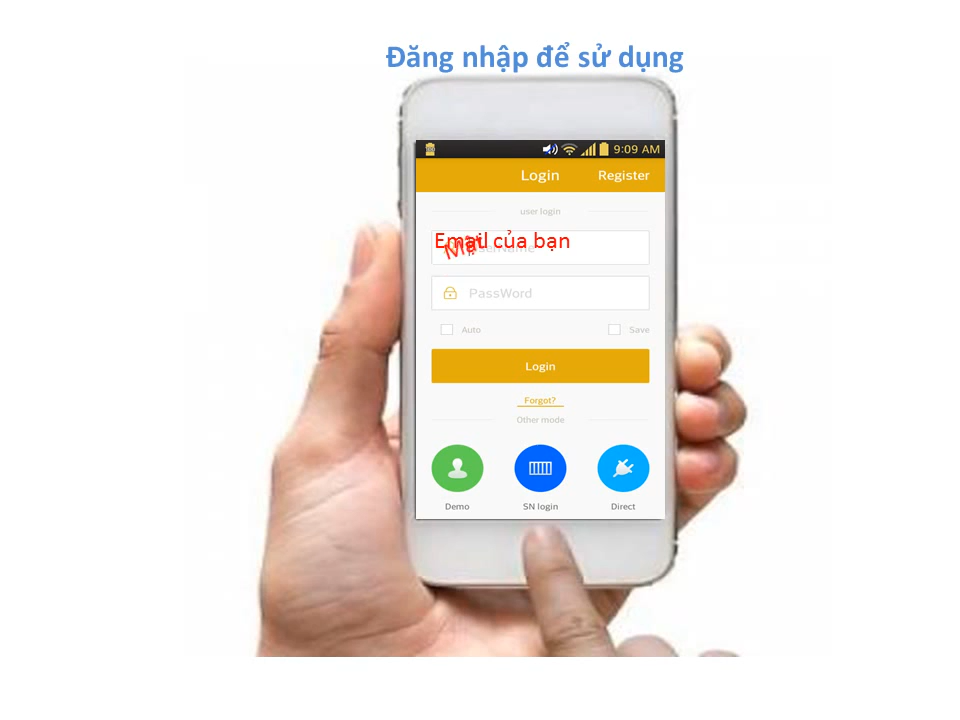 Đăng nhập để sử dụng
9:09 AM
Login Register
user login
Email của bạn
PassWord
Auto Save
Login
Forgot?
Other mode
Demo SN login Direct